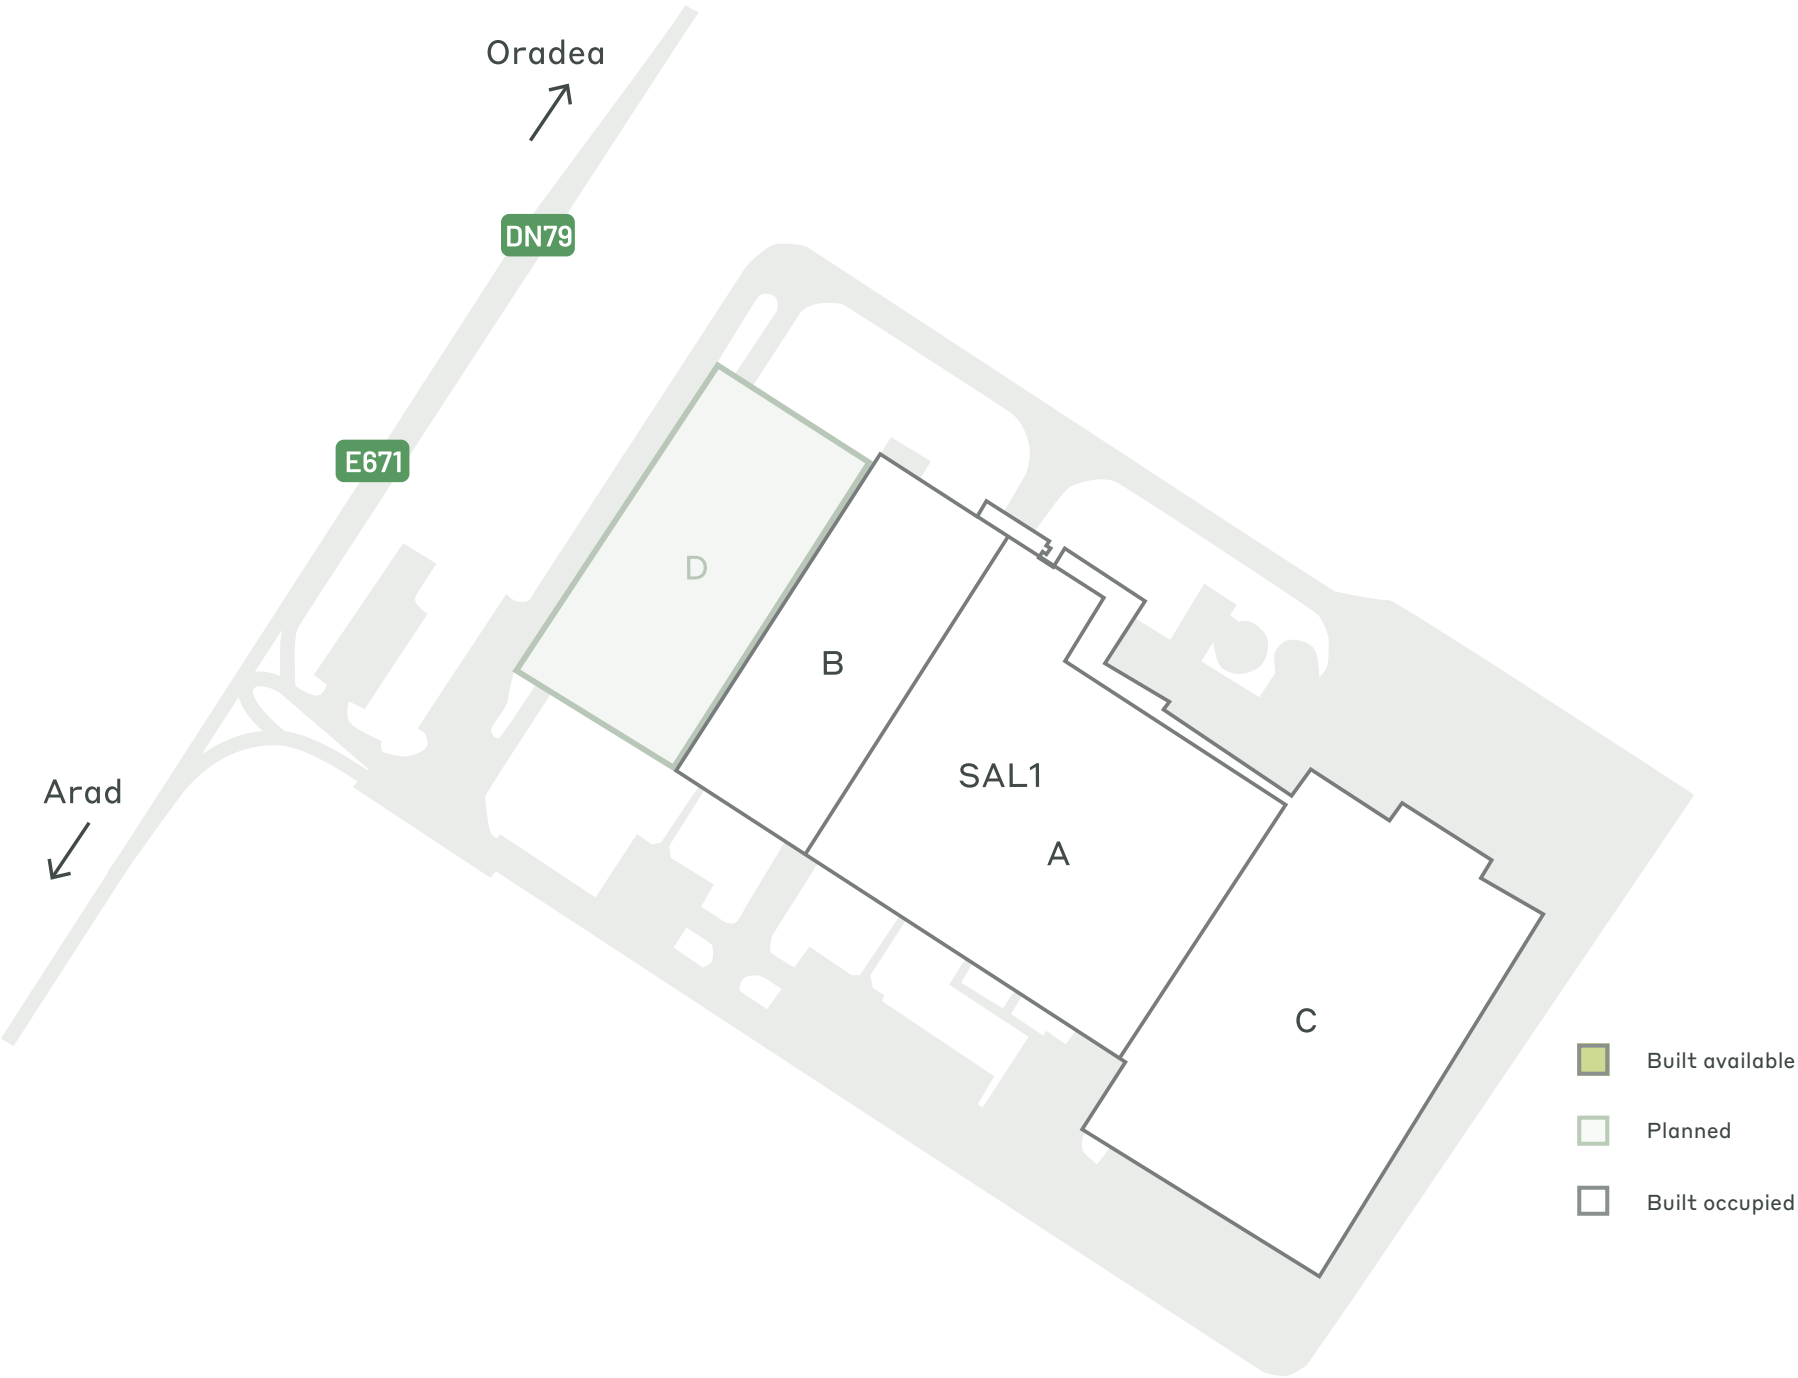 Oradea
DN79
E671
D
B
SAL1
Arad
A
C
Built available
Planned
Built occupied